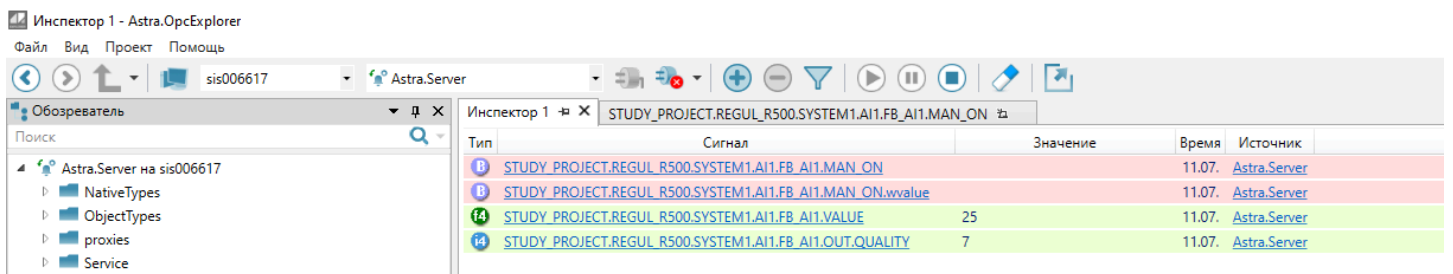 Инспектор 1 - Astra.OpcExplorer
Файл Вид Проект Помощь
sis006617 Astra.Server
Обозреватель
Инспектор 1 STUDY_PROJECT.REGUL_R500.SYSTEM1.AI1.FB_AI1.MAN_ON
Поиск
Тип Сигнал Значение Время Источник
Astra.Server на sis006617
B STUDY_PROJECT.REGUL_R500.SYSTEM1.AI1.FB_AI1.MAN_ON 11.07. Astra.Server
NativeTypes
B STUDY_PROJECT.REGUL_R500.SYSTEM1.AI1.FB_AI1.MAN_ON.wvalue 11.07. Astra.Server
ObjectTypes
f4 STUDY_PROJECT.REGUL_R500.SYSTEM1.AI1.FB_AI1.VALUE 25 11.07. Astra.Server
proxies
i4 STUDY_PROJECT.REGUL_R500.SYSTEM1.AI1.FB_AI1.OUT.QUALITY 7 11.07. Astra.Server
Service